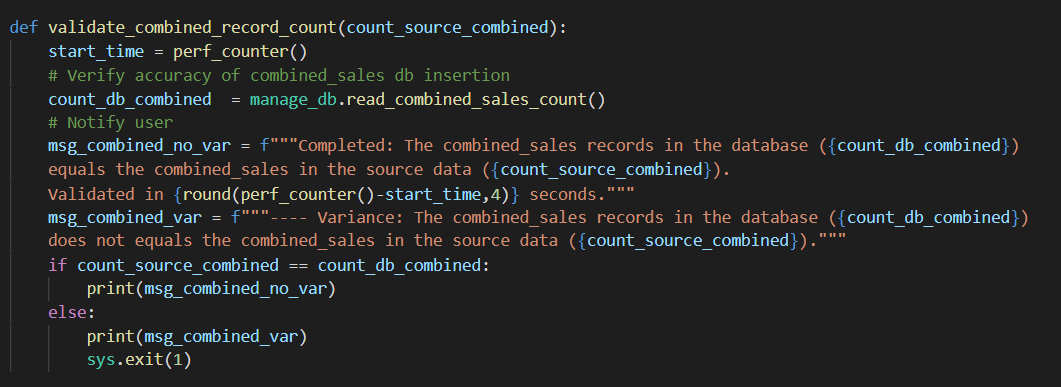 def validate_combined_record_count(count_source_combined):
    start_time = perf_counter()
    # Verify accuracy of combined_sales db insertion
    count_db_combined  = manage_db.read_combined_sales_count()
    # Notify user
    msg_combined_no_var = f"""Completed: The combined_sales records in the database ({count_db_combined})
    equals the combined_sales in the source data ({count_source_combined}).
    Validated in {round(perf_counter()-start_time,4)} seconds."""
    msg_combined_var = f"""---- Variance: The combined_sales records in the database ({count_db_combined})
    does not equals the combined_sales in the source data ({count_source_combined})."""
    if count_source_combined == count_db_combined:
        print(msg_combined_no_var)
    else:
        print(msg_combined_var)
        sys.exit(1)